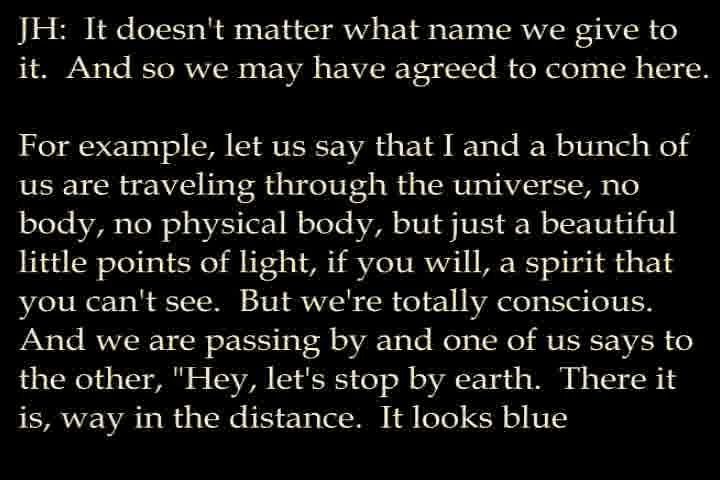 JH:  It doesn't matter what name we give to
it.  And so we may have agreed to come here.
For example, let us say that I and a bunch of
us are traveling through the universe, no
body, no physical body, but just a beautiful
little points of light, if you will, a spirit that
you can't see.  But we're totally conscious.
And we are passing by and one of us says to
the other, "Hey, let's stop by earth.  There it
is, way in the distance.  It looks blue